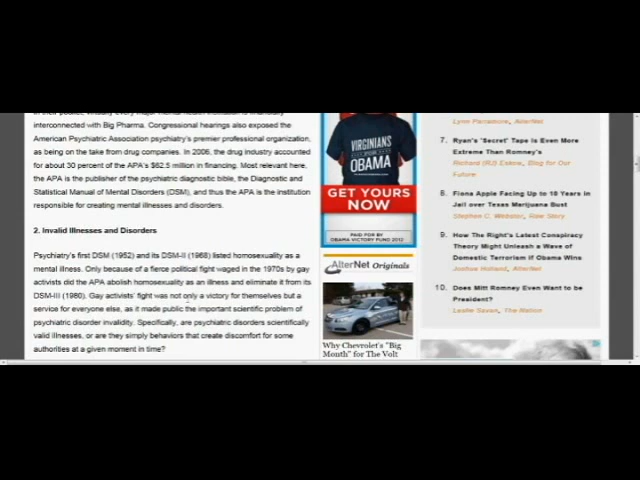 interconnected with Big Pharma. Congressional hearings also exposed the
American Psychiatric Association psychiatry's premier professional organization,
as being on the take from drug companies. In 2006, the drug industry accounted
for about 30 percent of the APA's $62.5 million in financing. Most relevant here,
the APA is the publisher of the psychiatric diagnostic bible, the Diagnostic and
Statistical Manual of Mental Disorders (DSM), and thus the APA is the institution
responsible for creating mental illnesses and disorders.
2. Invalid Illnesses and Disorders
Psychiatry's first DSM (1952) and its DSM-II (1968) listed homosexuality as a
mental illness. Only because of a fierce political fight waged in the 1970s by gay
activists did the APA abolish homosexuality as an illness and eliminate it from its
DSM-III (1980). Gay activists' fight was not only a victory for themselves but a
service for everyone else, as it made public the important scientific problem of
psychiatric disorder invalidity. Specifically, are psychiatric disorders scientifically
valid illnesses, or are they simply behaviors that create discomfort for some
authorities at a given moment in time?
VIRGINIANS
FOR
OBAMA
GET YOURS
NOW
PAID FOR BY
OBAMA VICTORY FUND 2012
AlterNet Originals
Why Chevrolet's "Big
Month" for The Volt
Lynn Parramore, AlterNet
7. Ryan's 'Secret' Tape Is Even More
Extreme Than Romney's
Richard (RJ) Eskow, Blog for Our
Future
8. Fiona Apple Facing Up to 10 Years in
Jail over Texas Marijuana Bust
Stephen C. Webster, Raw Story
9. How The Right's Latest Conspiracy
Theory Might Unleash a Wave of
Domestic Terrorism if Obama Wins
Joshua Holland, AlterNet
10. Does Mitt Romney Even Want to be
President?
Leslie Savan, The Nation